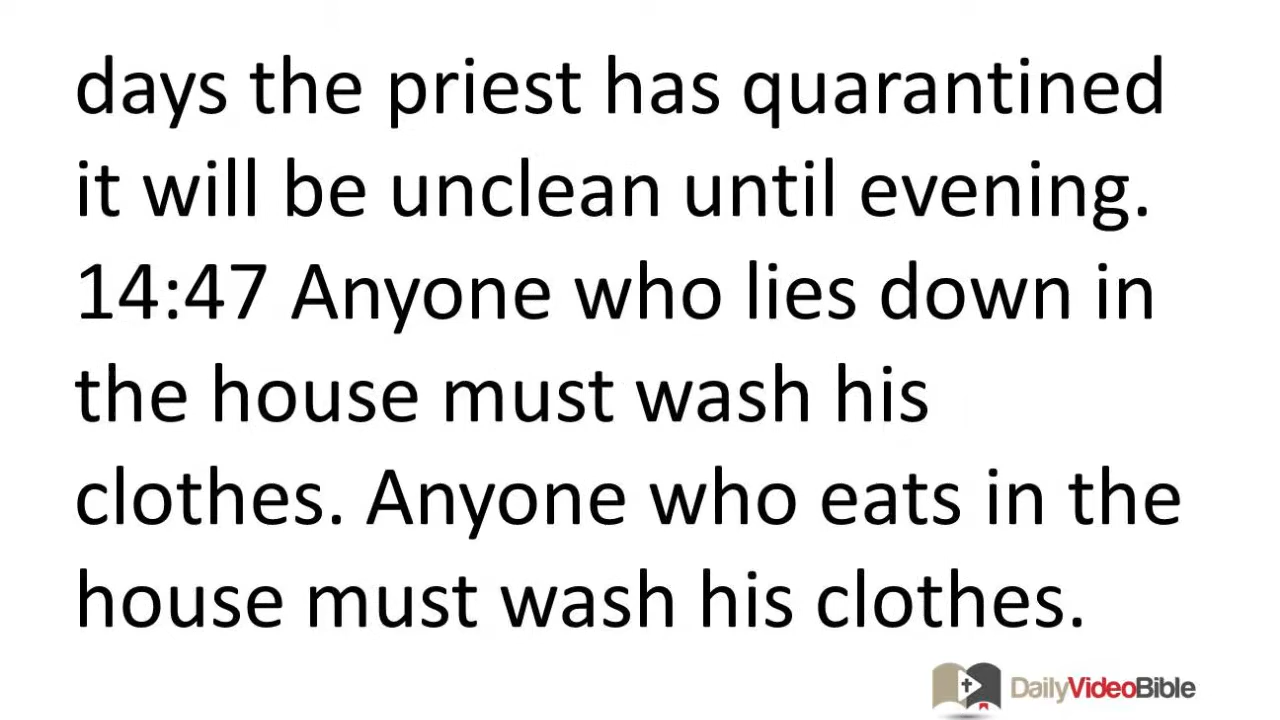 days the priest has quarantined
it will be unclean until evening.
14:47 Anyone who lies down in
the house must wash his
clothes. Anyone who eats in the
house must wash his clothes.
DailyVideoBible